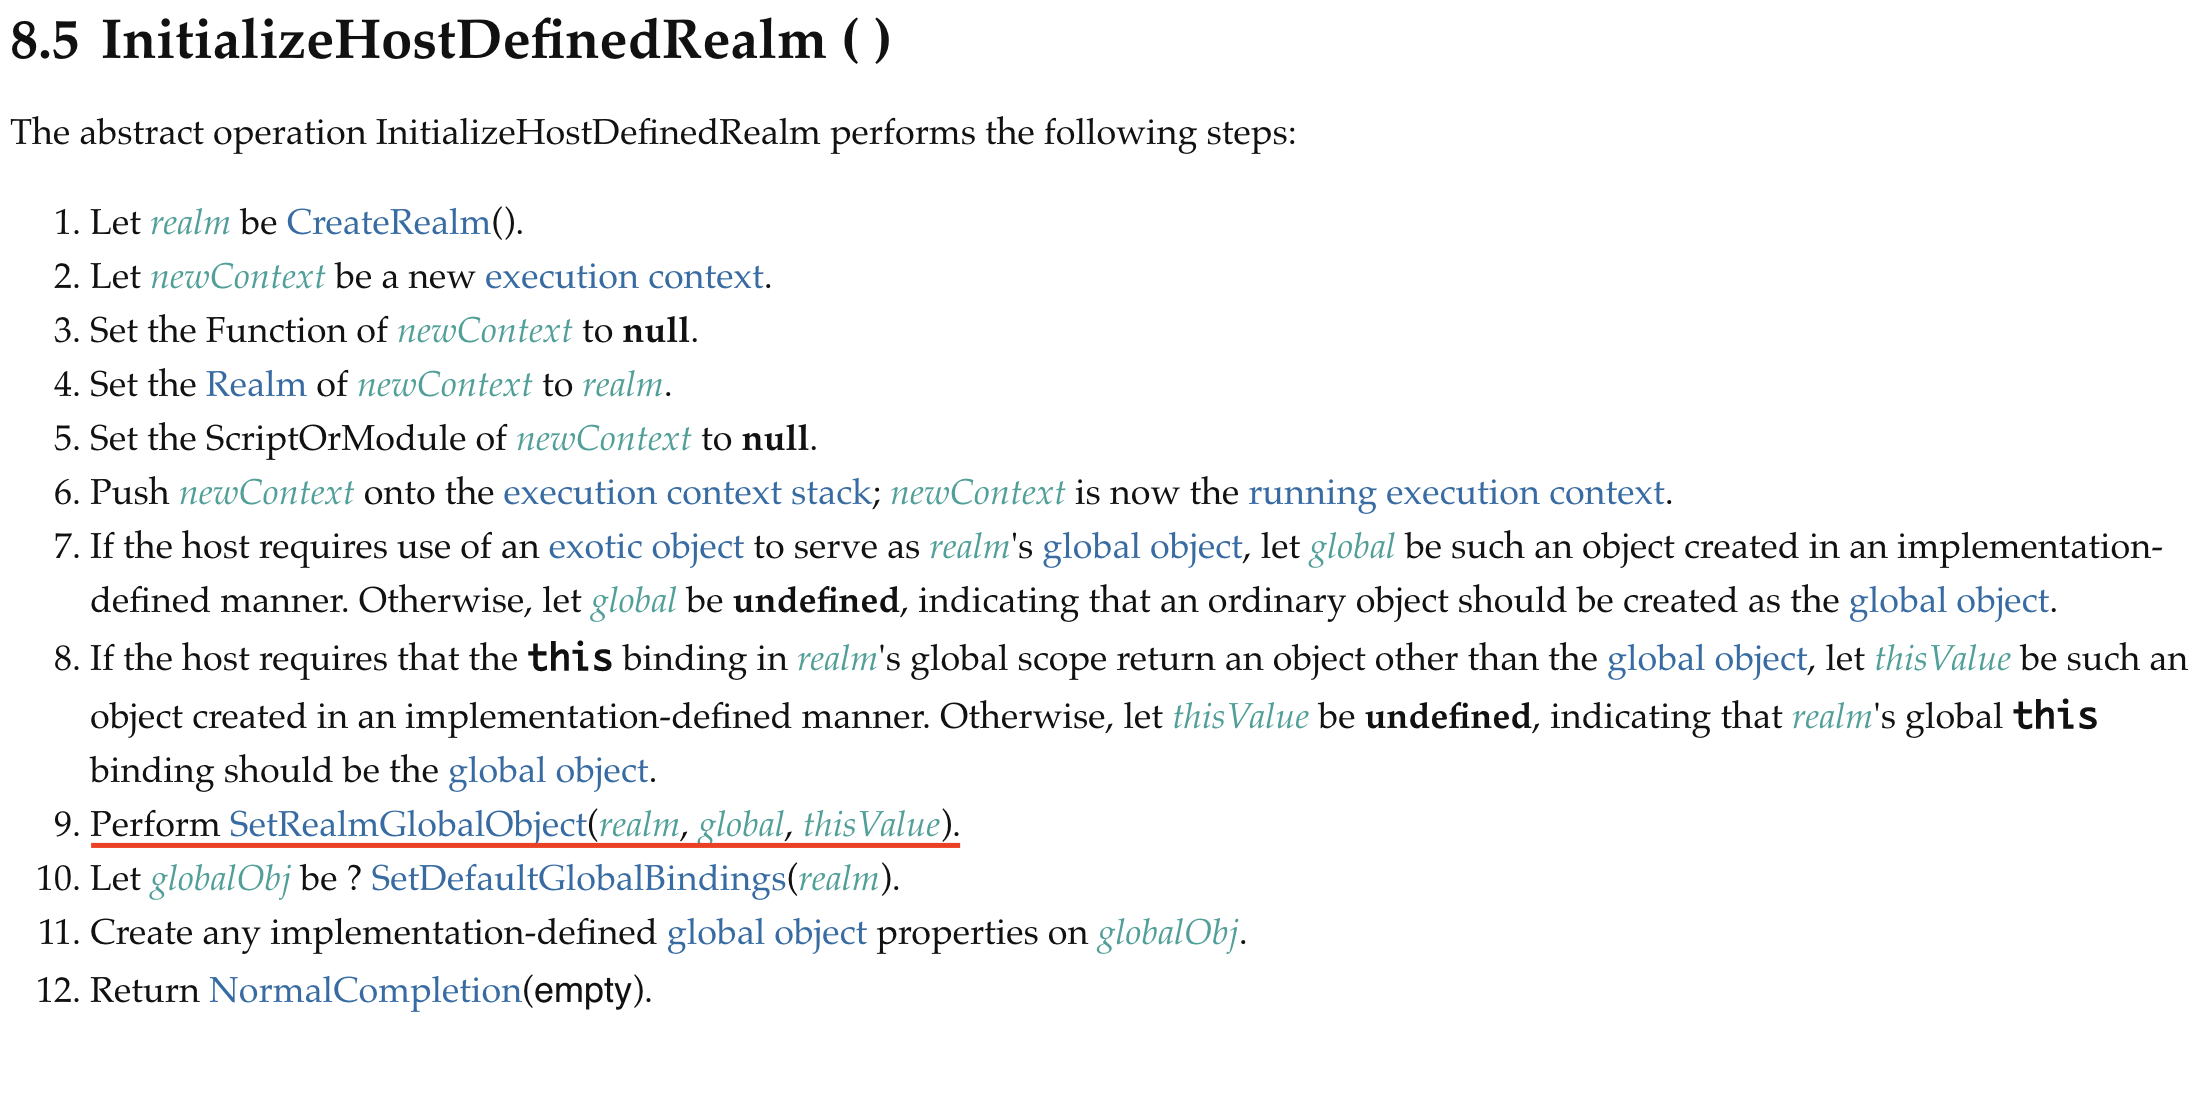 8.5 InitializeHostDefinedRealm ( )
The abstract operation InitializeHostDefinedRealm performs the following steps:
1. Let realm be CreateRealm().
2. Let newContext be a new execution context.
3. Set the Function of newContext to null.
4. Set the Realm of newContext to realm.
5. Set the ScriptOrModule of newContext to null.
6. Push newContext onto the execution context stack; newContext is now the running execution context.
7. If the host requires use of an exotic object to serve as realm's global object, let global be such an object created in an implementation-
defined manner. Otherwise, let global be undefined, indicating that an ordinary object should be created as the global object.
8. If the host requires that the this binding in realm's global scope return an object other than the global object, let thisValue be such an
object created in an implementation-defined manner. Otherwise, let thisValue be undefined, indicating that realm's global this
binding should be the global object.
9. Perform SetRealmGlobalObject(realm, global, thisValue).
10. Let globalObj be ? SetDefaultGlobalBindings(realm).
11. Create any implementation-defined global object properties on globalObj.
12. Return NormalCompletion(empty).